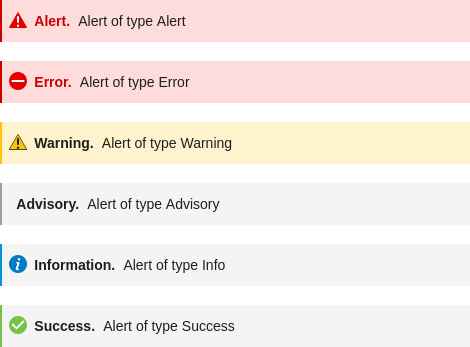 Alert. Alert of type Alert
Error. Alert of type Error
Warning. Alert of type Warning
Advisory. Alert of type Advisory
Information. Alert of type Info
Success. Alert of type Success